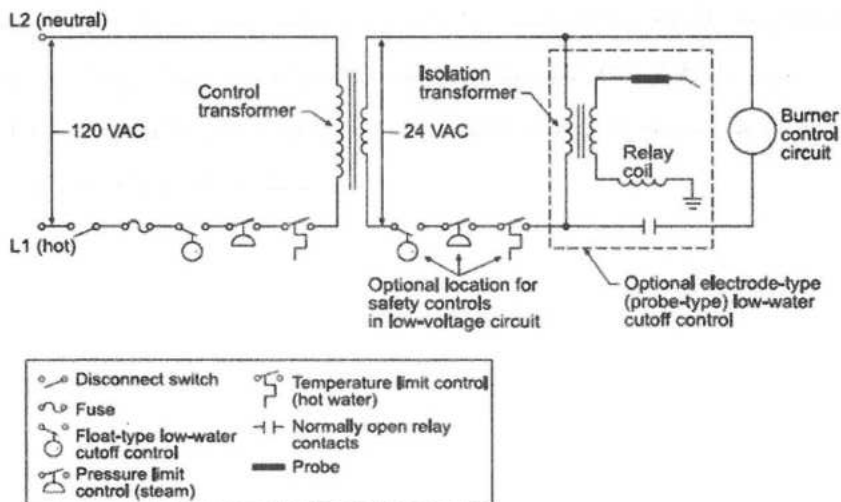 L2 (neutral)
Control
transformer
120 VAC
24 VAC
Isolation
transformer
Relay
coil
Burner
control
circuit
L1 (hot)
Optional location for
safety controls
in low-voltage circuit
Optional electrode-type
(probe-type) low-water
cutoff control
Disconnect switch
Fuse
Float-type low-water
cutoff control
Pressure limit
control (steam)
Temperature limit control
(hot water)
Normally open relay
contacts
Probe